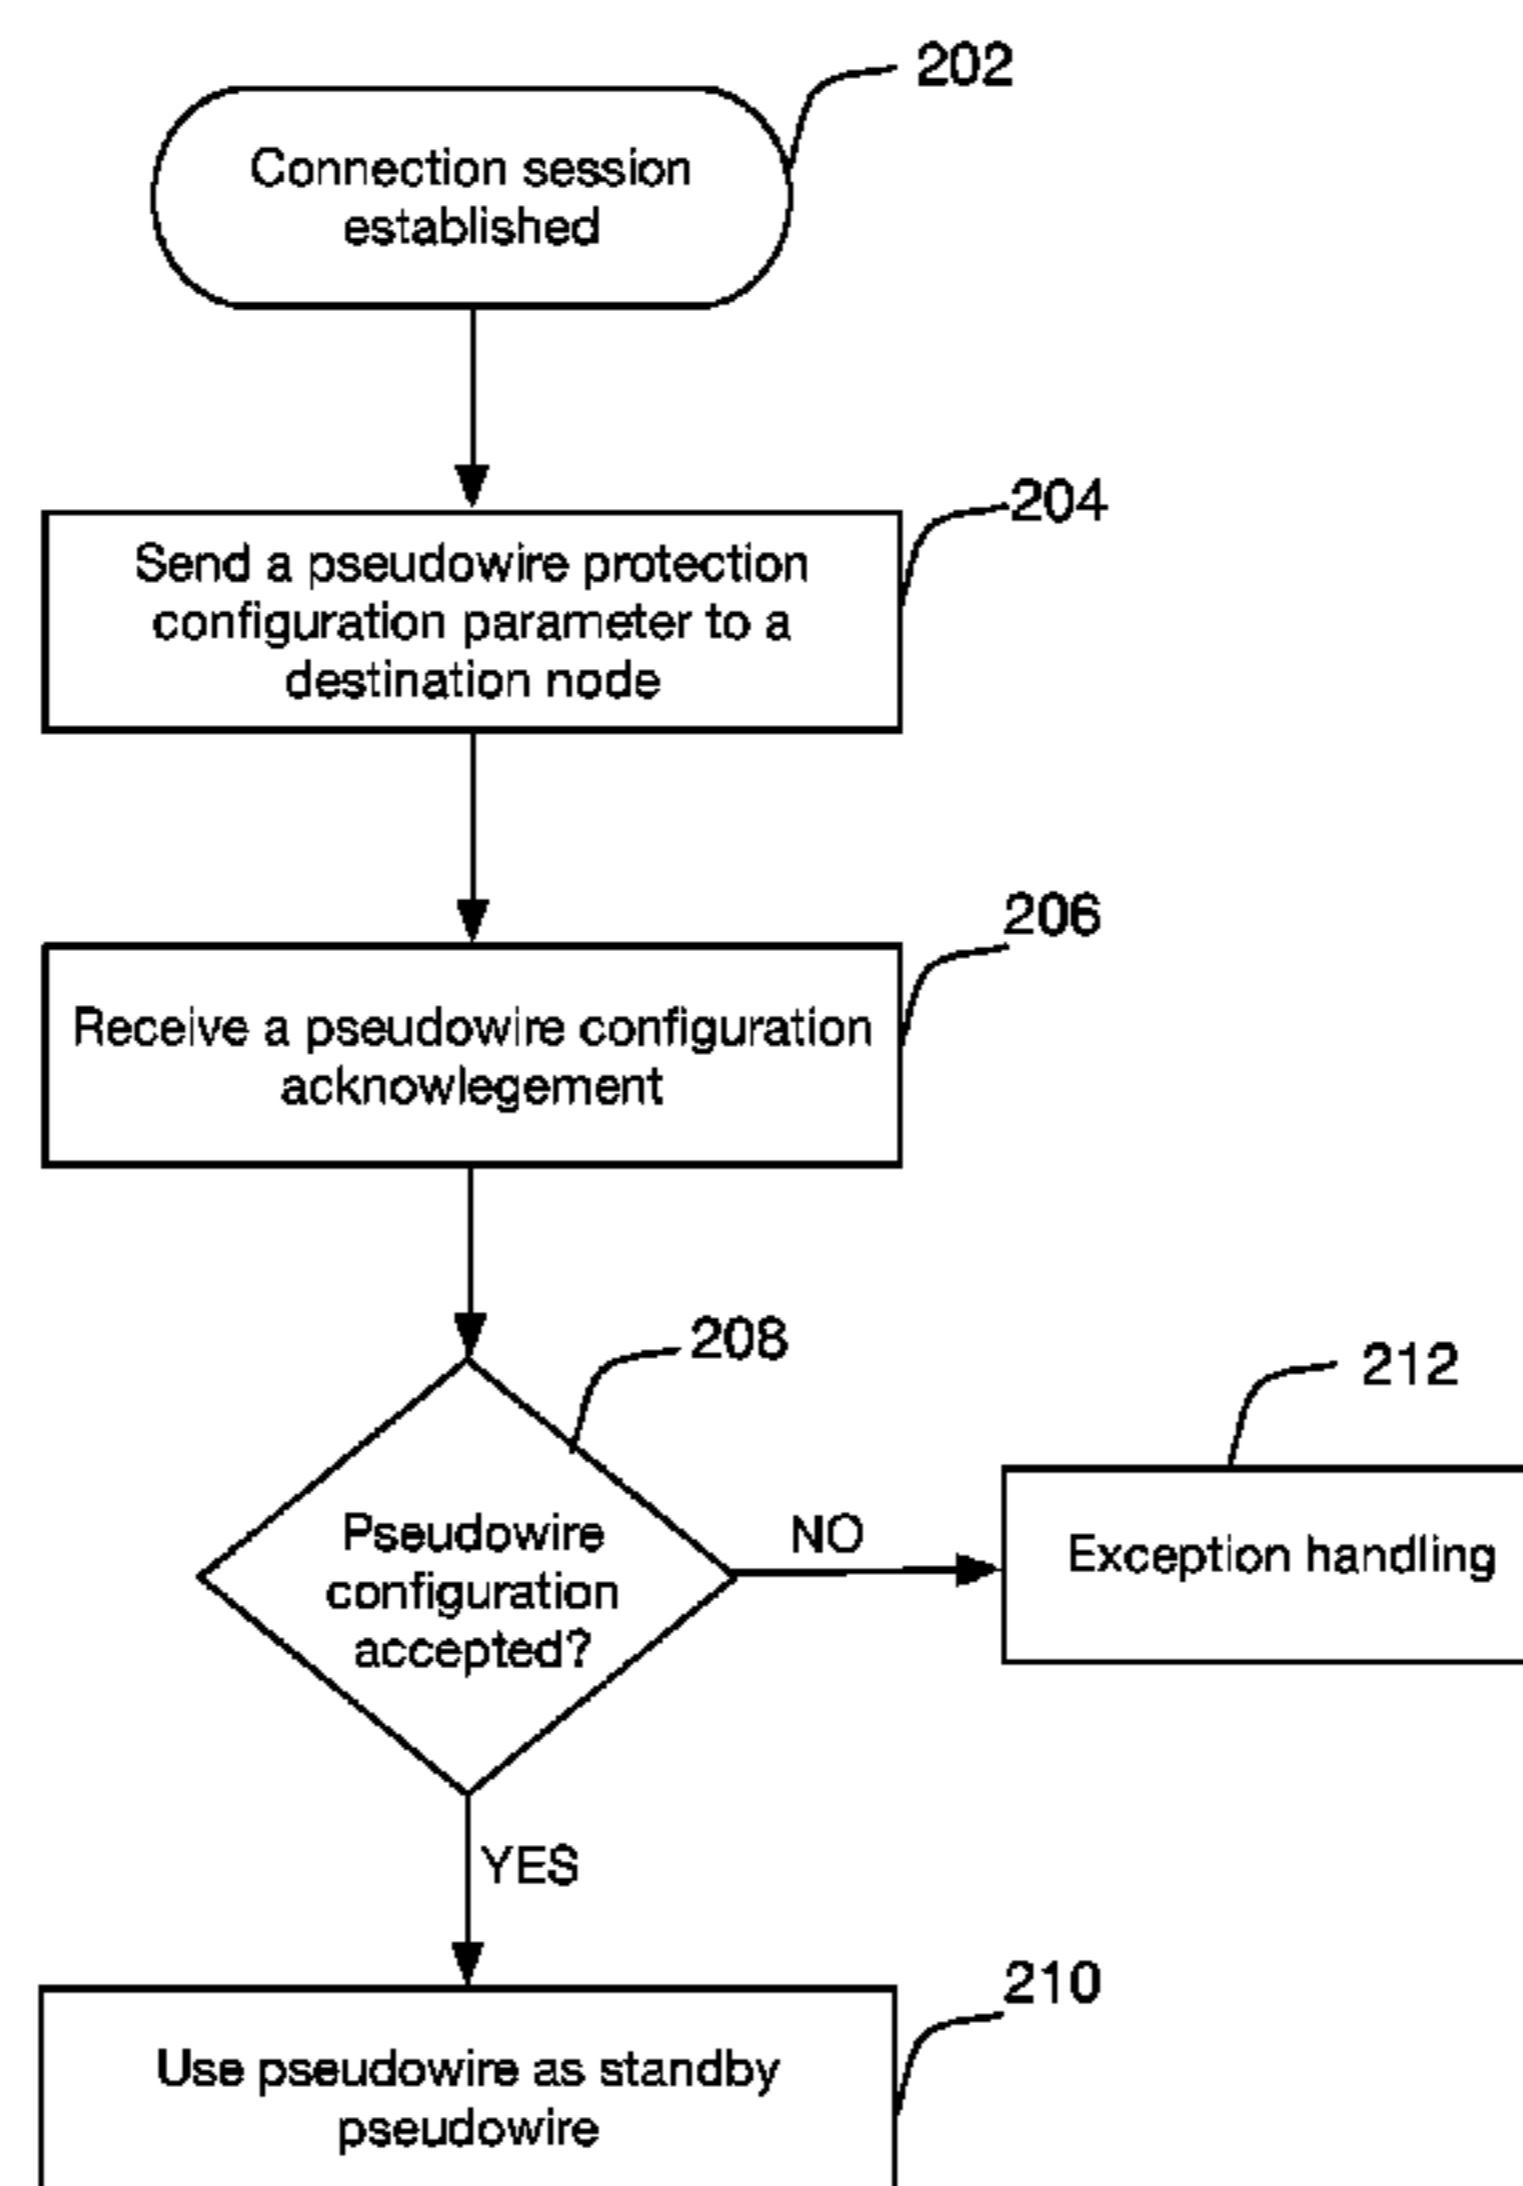 202
Connection session
established
204
Send a pseudowire protection
configuration parameter to a
destination node
206
Receive a pseudowire configuration
acknowlegement
208
212
Pseudowire
configuration
accepted?
NO
Exception handling
YES
210
Use pseudowire as standby
pseudowire